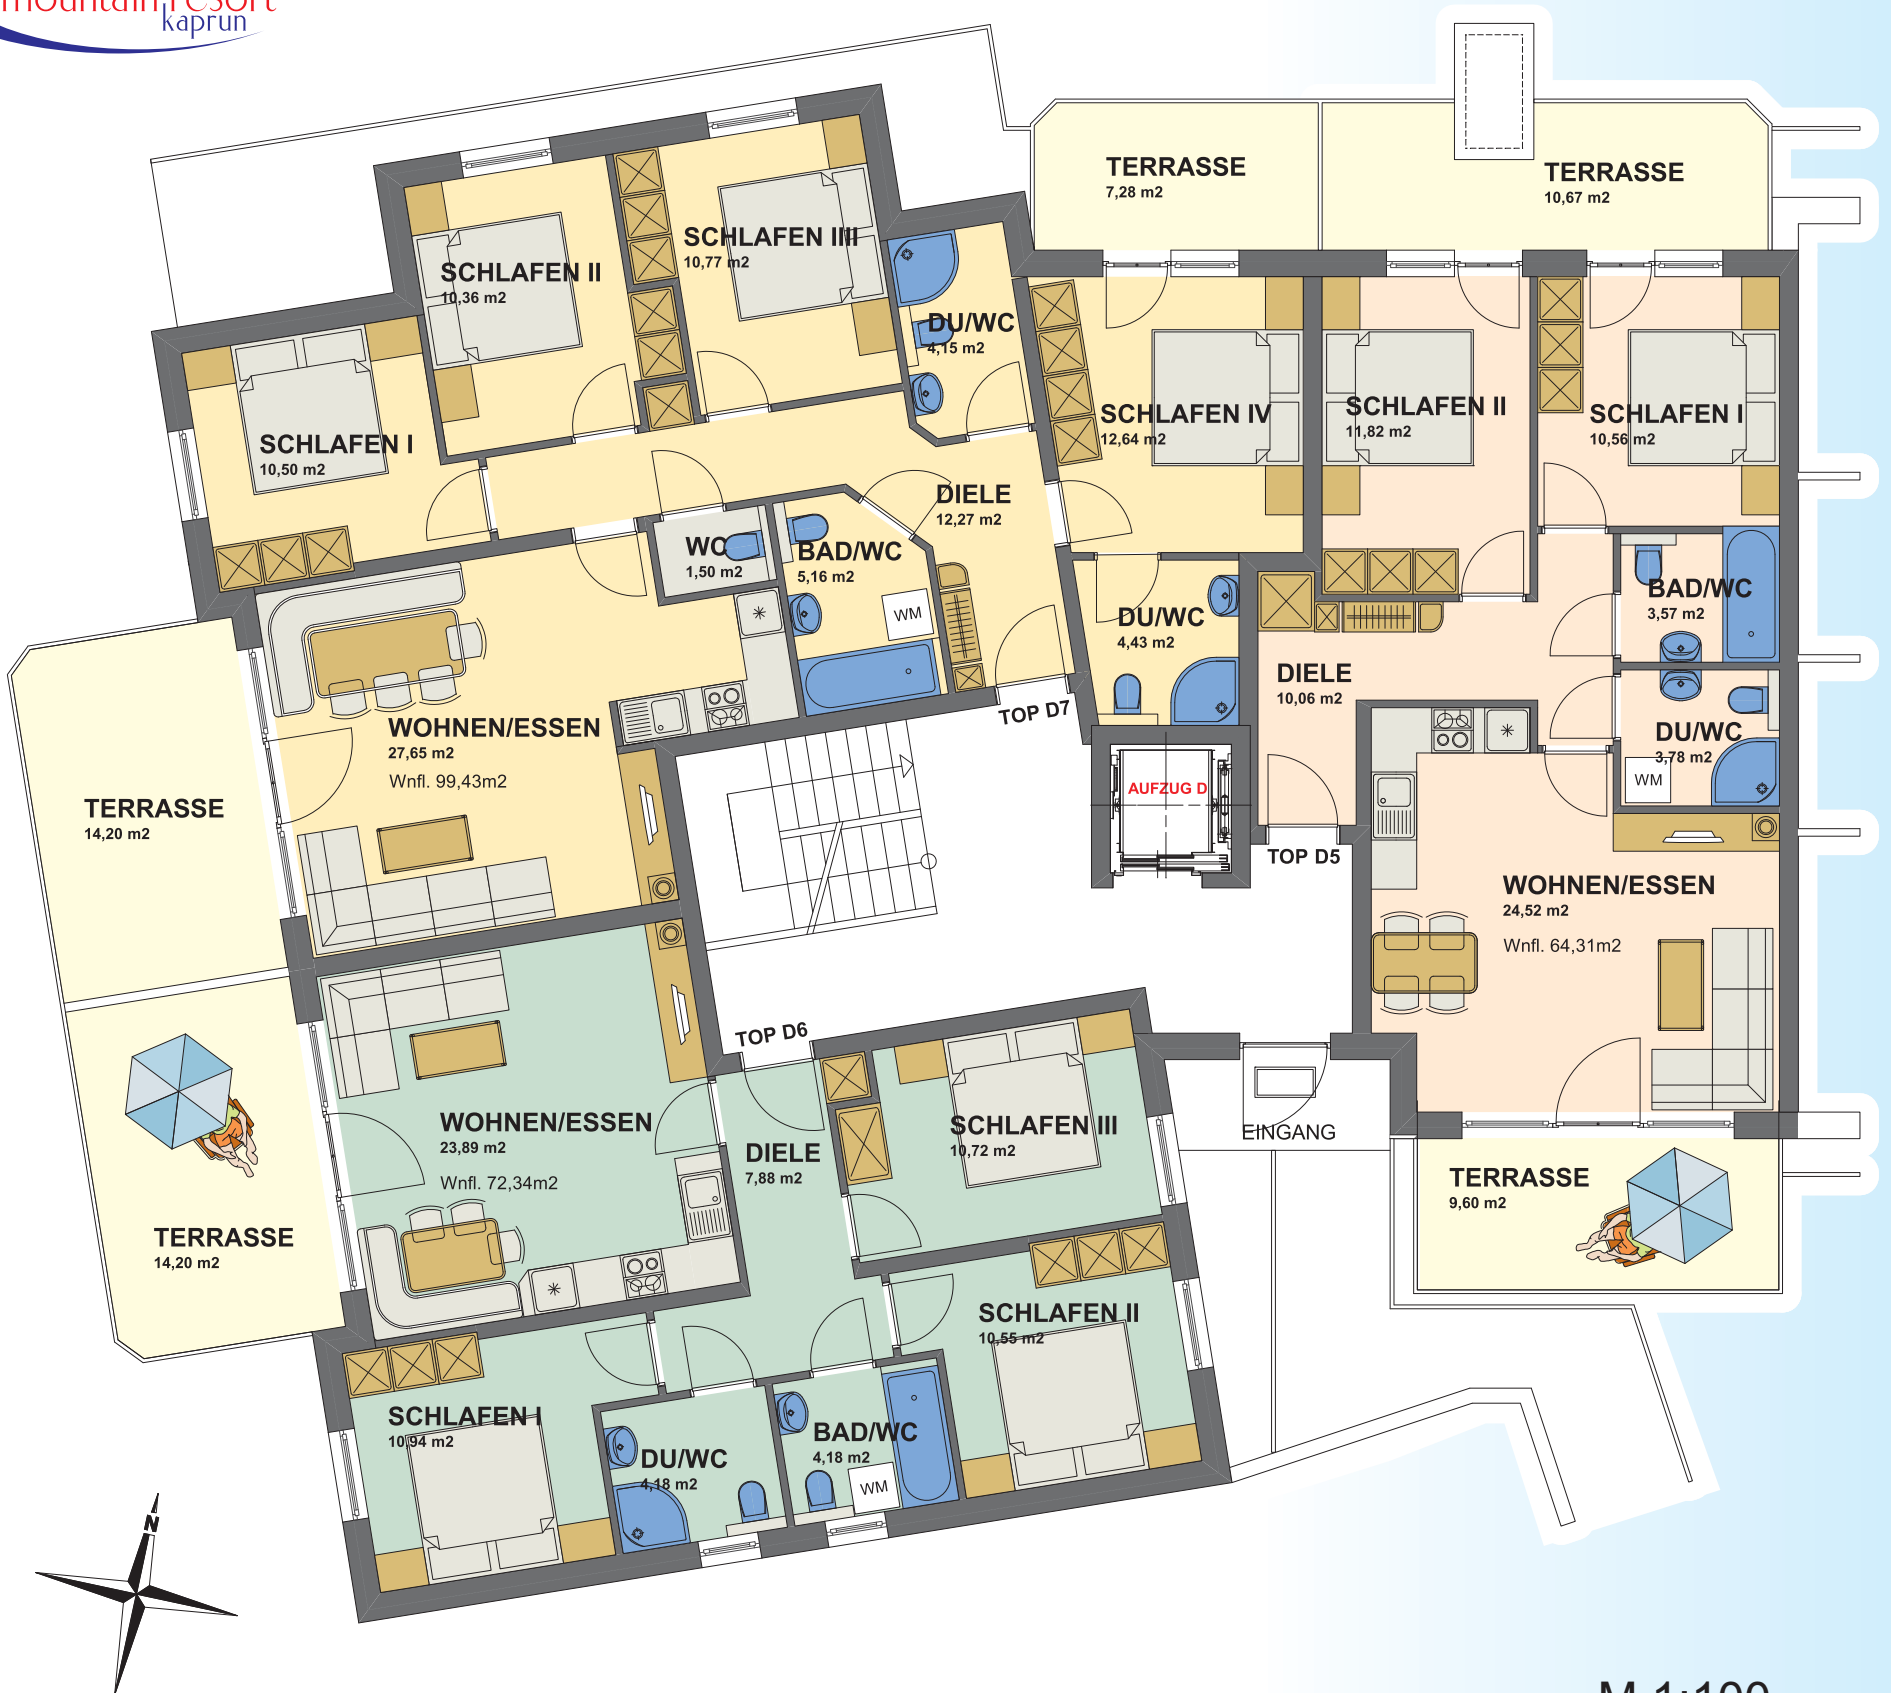 mountain resort
kaprun
TERRASSE
7,28 m2
TERRASSE
10,67 m2
SCHLAFEN IIII
10,77 m2
SCHLAFEN II
10,36 m2
DU/WC
4,15 m2
SCHLAFEN I
10,50 m2
SCHLAFEN IV
12,64 m2
SCHLAFEN II
11,82 m2
SCHLAFEN I
10,56 m2
DIELE
12,27 m2
WC
1,50 m2
BAD/WC
5,16 m2
WM
DU/WC
4,43 m2
BAD/WC
3,57 m2
DIELE
10,06 m2
TOP D7
WOHNEN/ESSEN
27,65 m2
Wnfl. 99,43m2
DU/WC
3,78 m2
WM
AUFZUG D
TERRASSE
14,20 m2
TOP D5
WOHNEN/ESSEN
24,52 m2
Wnfl. 64,31m2
TOP D6
WOHNEN/ESSEN
23,89 m2
Wnfl. 72,34m2
DIELE
7,88 m2
SCHLAFEN III
10,72 m2
EINGANG
TERRASSE
9,60 m2
TERRASSE
14,20 m2
SCHLAFEN II
10,55 m2
SCHLAFEN I
10,94 m2
DU/WC
4,18 m2
BAD/WC
4,18 m2
WM
N
M 1:100